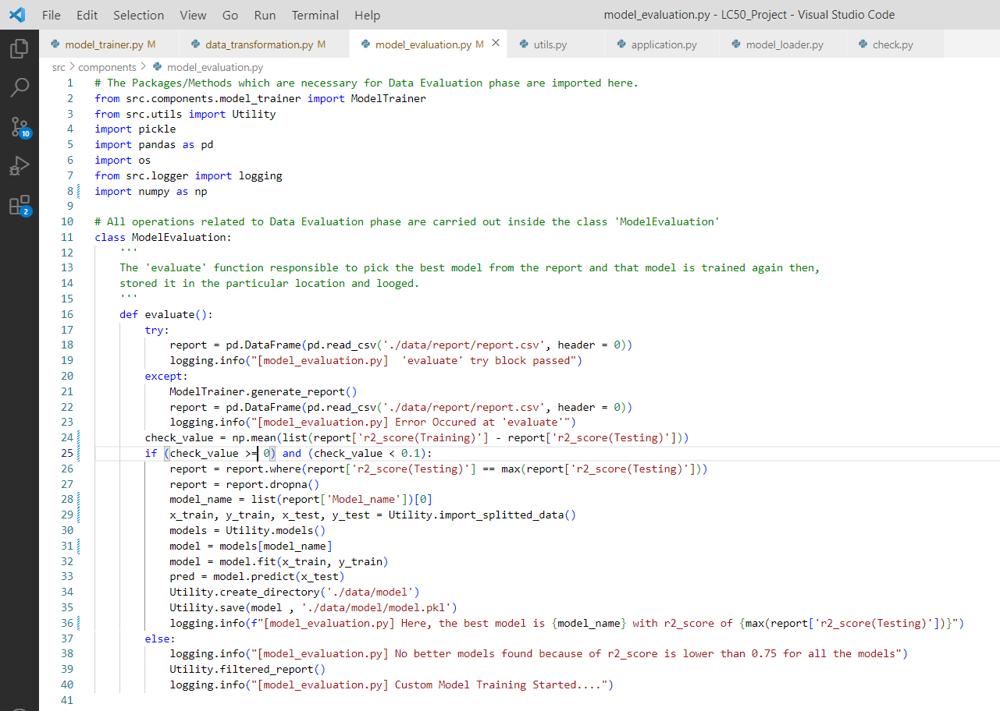 File Edit Selection View Go Run Terminal Help model_evaluation.py - LC50_Project - Visual Studio Code
model_trainer.py M data_transformation.py M model_evaluation.py M utils.py application.py model_loader.py check.py
src > components > model_evaluation.py
1 # The Packages/Methods which are necessary for Data Evaluation phase are imported here.
2 from src.components.model_trainer import ModelTrainer
3 from src.utils import Utility
4 import pickle
5 import pandas as pd
6 import os
7 from src.logger import logging
8 import numpy as np
9
10 # All operations related to Data Evaluation phase are carried out inside the class 'ModelEvaluation'
11 class ModelEvaluation:
12     '''
13     The 'evaluate' function responsible to pick the best model from the report and that model is trained again then,
14     stored it in the particular location and looged.
15     '''
16     def evaluate():
17         try:
18             report = pd.DataFrame(pd.read_csv('./data/report/report.csv', header = 0))
19             logging.info("[model_evaluation.py]  'evaluate' try block passed")
20         except:
21             ModelTrainer.generate_report()
22             report = pd.DataFrame(pd.read_csv('./data/report/report.csv', header = 0))
23             logging.info("[model_evaluation.py] Error Occured at 'evaluate'")
24         check_value = np.mean(list(report['r2_score(Training)'] - report['r2_score(Testing)']))
25         if (check_value >= 0) and (check_value < 0.1):
26             report = report.where(report['r2_score(Testing)'] == max(report['r2_score(Testing)']))
27             report = report.dropna()
28             model_name = list(report['Model_name'])[0]
29             x_train, y_train, x_test, y_test = Utility.import_splitted_data()
30             models = Utility.models()
31             model = models[model_name]
32             model = model.fit(x_train, y_train)
33             pred = model.predict(x_test)
34             Utility.create_directory('./data/model')
35             Utility.save(model , './data/model/model.pkl')
36             logging.info(f"[model_evaluation.py] Here, the best model is {model_name} with r2_score of {max(report['r2_score(Testing)'])}")
37         else:
38             logging.info("[model_evaluation.py] No better models found because of r2_score is lower than 0.75 for all the models")
39             Utility.filtered_report()
40             logging.info("[model_evaluation.py] Custom Model Training Started....")
41
10
2